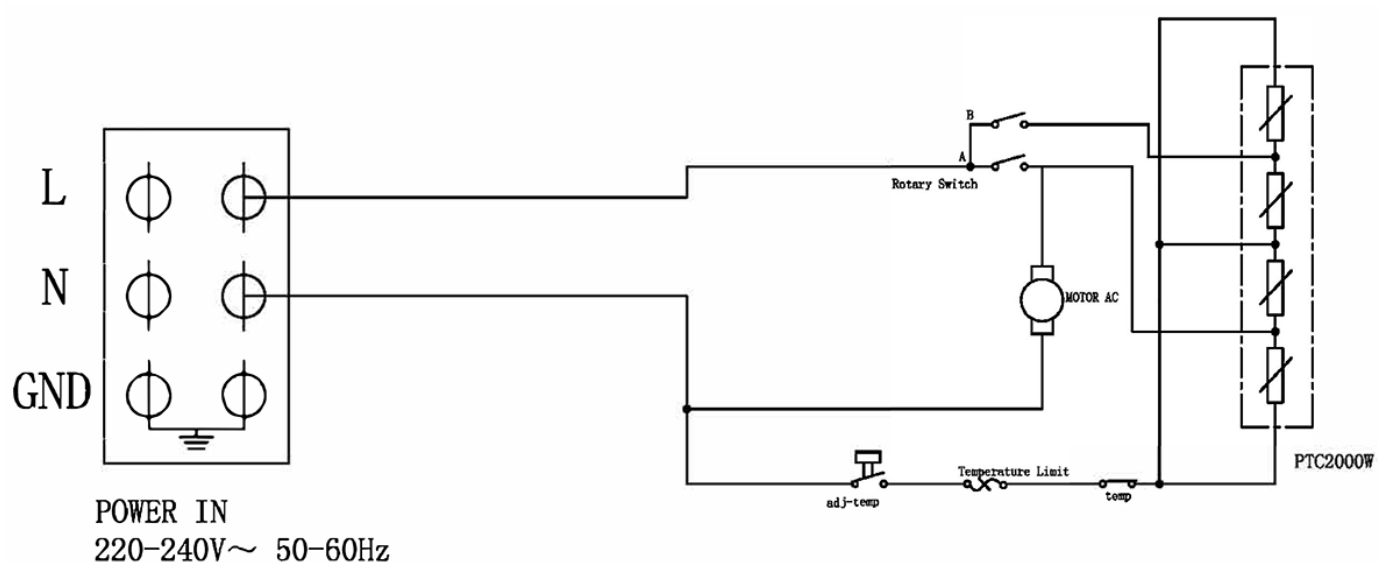 B
A
Rotary Switch
L
N
MOTOR AC
GND
PTC2000W
Temperature Limit
adj-temp
temp
POWER IN
220-240V～ 50-60Hz